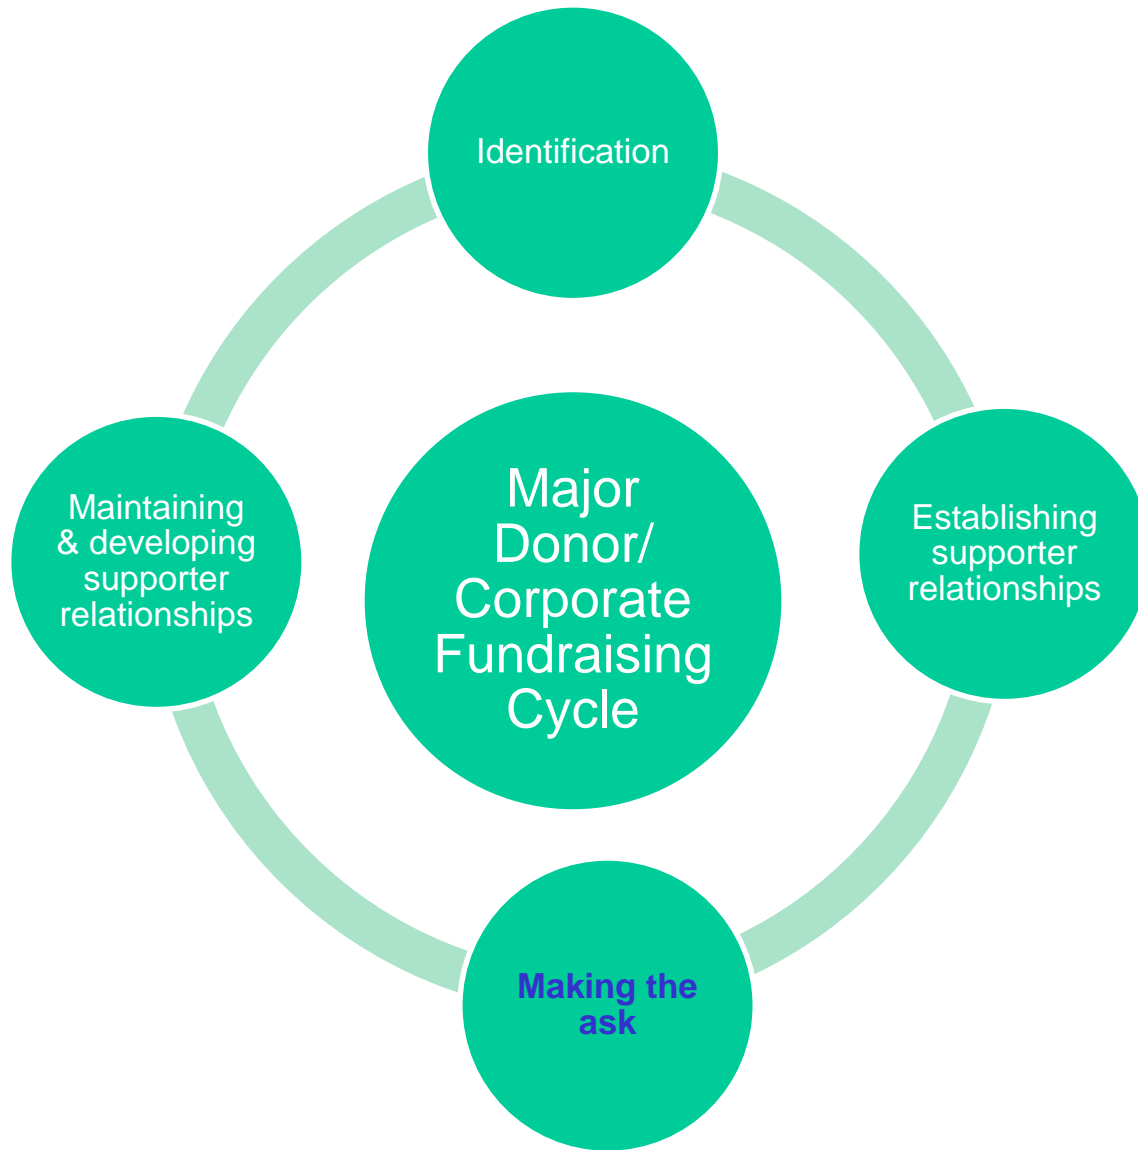 Identification
Establishing
supporter
relationships
Making the
ask
Maintaining
& developing
supporter
relationships
Major
Donor/
Corporate
Fundraising
Cycle